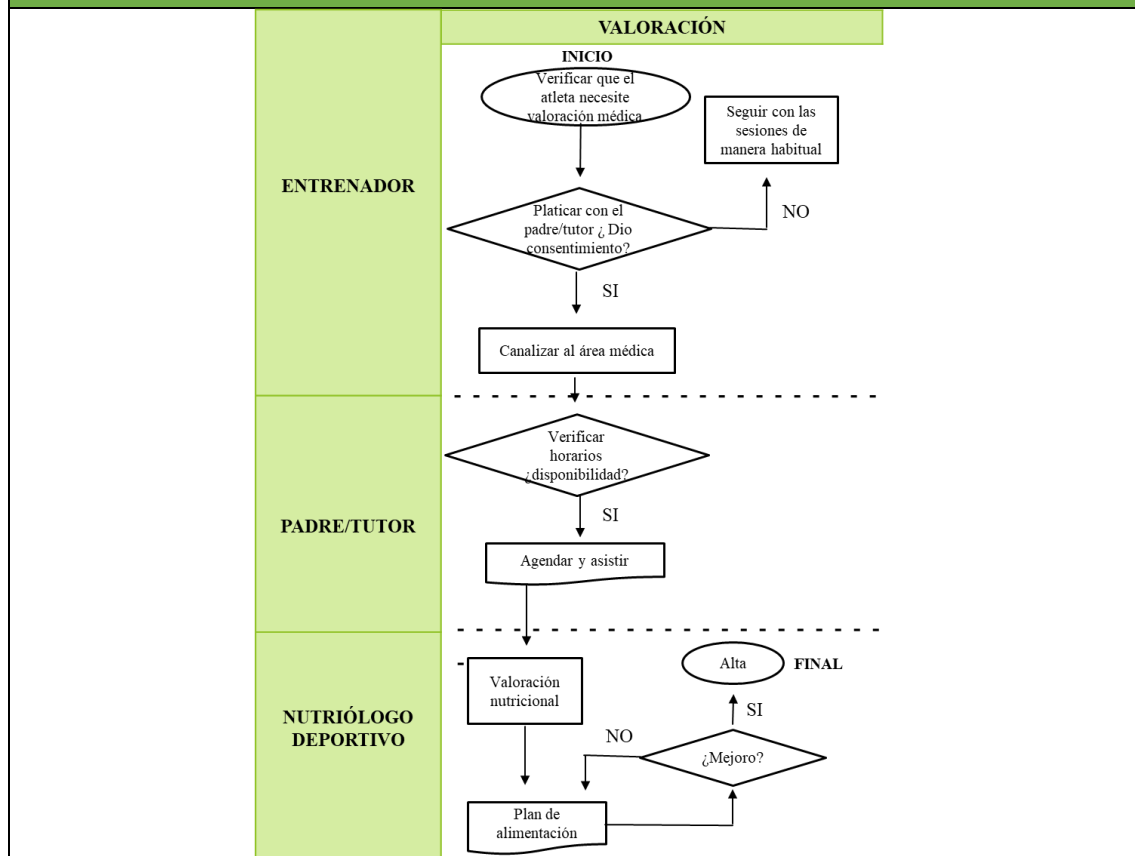 VALORACIÓN
ENTRENADOR
INICIO
Verificar que el
atleta necesite
valoración médica
Seguir con las
sesiones de
manera habitual
NO
Platicar con el
padre/tutor ¿ Dio
consentimiento?
SI
Canalizar al área médica
PADRE/TUTOR
Verificar
horarios
¿disponibilidad?
SI
Agendar y asistir
NUTRIÓLOGO
DEPORTIVO
Valoración
nutricional
Alta
FINAL
SI
NO
¿Mejoro?
Plan de
alimentación